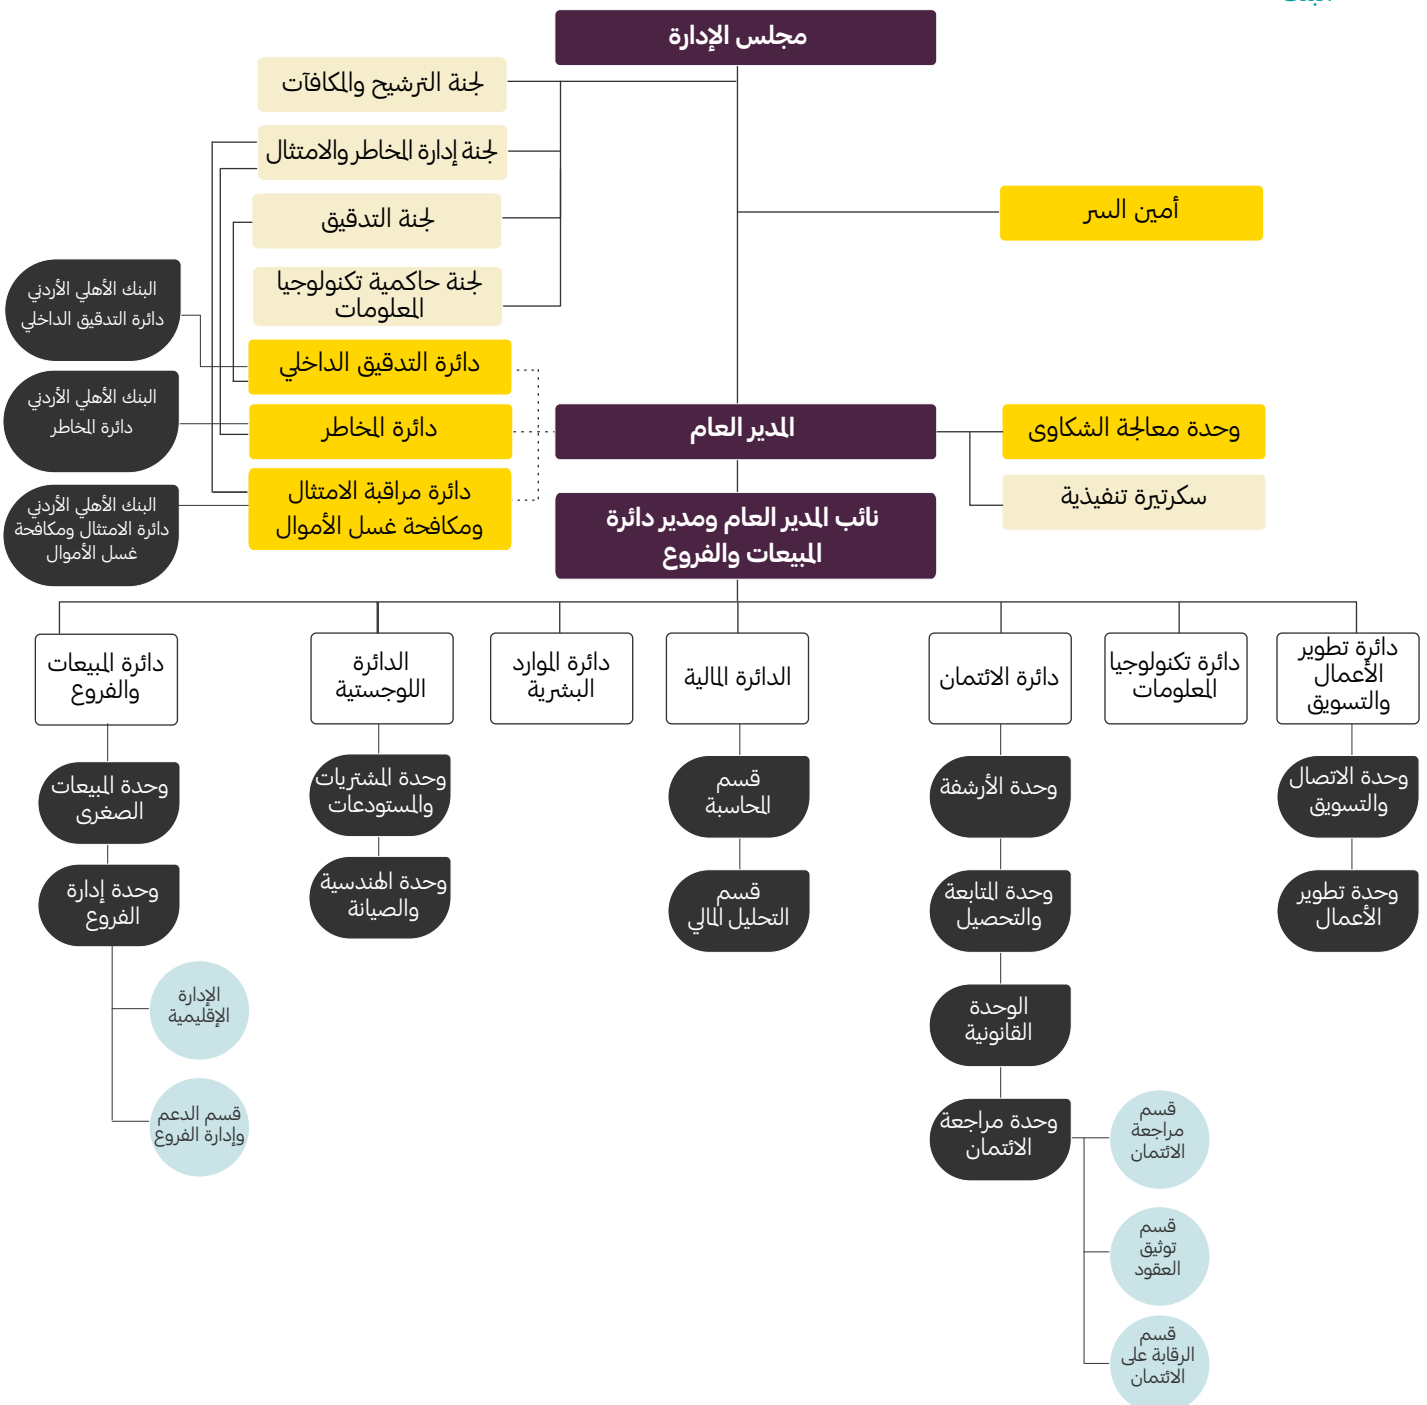 مجلس الإدارة
لجنة الترشيح والمكافآت
لجنة إدارة المخاطر والامتثال
لجنة التدقيق
لجنة حاكمية تكنولوجيا
المعلومات
أمين السر
البنك الأهلي الأردني
دائرة التدقيق الداخلي
دائرة التدقيق الداخلي
البنك الأهلي الأردني
دائرة المخاطر
دائرة المخاطر
المدير العام
وحدة معالجة الشكاوى
سكرتيرة تنفيذية
دائرة مراقبة الامتثال
ومكافحة غسل الأموال
البنك الأهلي الأردني
دائرة الامتثال ومكافحة
غسل الأموال
نائب المدير العام ومدير دائرة
المبيعات والفروع
دائرة تطوير
الأعمال
والتسويق
دائرة تكنولوجيا
المعلومات
دائرة الائتمان
الدائرة المالية
دائرة الموارد
البشرية
الدائرة
اللوجستية
دائرة المبيعات
والفروع
وحدة الاتصال
والتسويق
وحدة تطوير
الأعمال
وحدة الأرشفة
وحدة المتابعة
والتحصيل
الوحدة
القانونية
وحدة مراجعة
الائتمان
قسم
مراجعة
الائتمان
قسم
توثيق
العقود
قسم
الرقابة على
الائتمان
قسم
المحاسبة
قسم
التحليل المالي
وحدة المشتريات
والمستودعات
وحدة الهندسية
والصيانة
وحدة المبيعات
الصغرى
وحدة إدارة
الفروع
الإدارة
الإقليمية
قسم الدعم
وإدارة الفروع